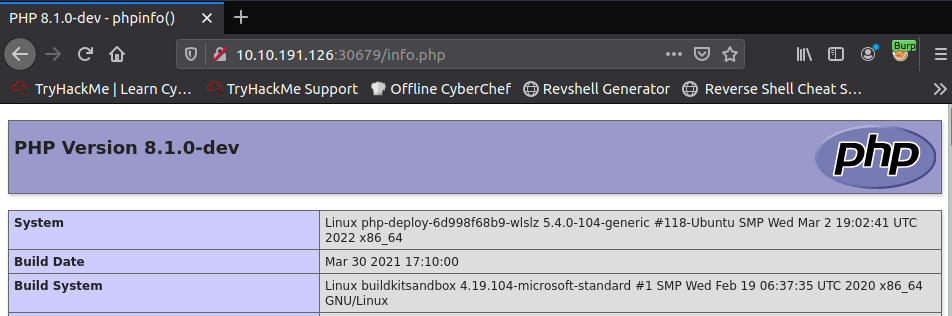 PHP 8.1.0-dev - phpinfo()
10.10.191.126:30679/info.php
Burp
TryHackMe | Learn Cy…
TryHackMe Support
Offline CyberChef
Revshell Generator
Reverse Shell Cheat S…
PHP Version 8.1.0-dev
php
System
Linux php-deploy-6d998f68b9-wlslz 5.4.0-104-generic #118-Ubuntu SMP Wed Mar 2 19:02:41 UTC
2022 x86_64
Build Date
Mar 30 2021 17:10:00
Build System
Linux buildkitsandbox 4.19.104-microsoft-standard #1 SMP Wed Feb 19 06:37:35 UTC 2020 x86_64
GNU/Linux